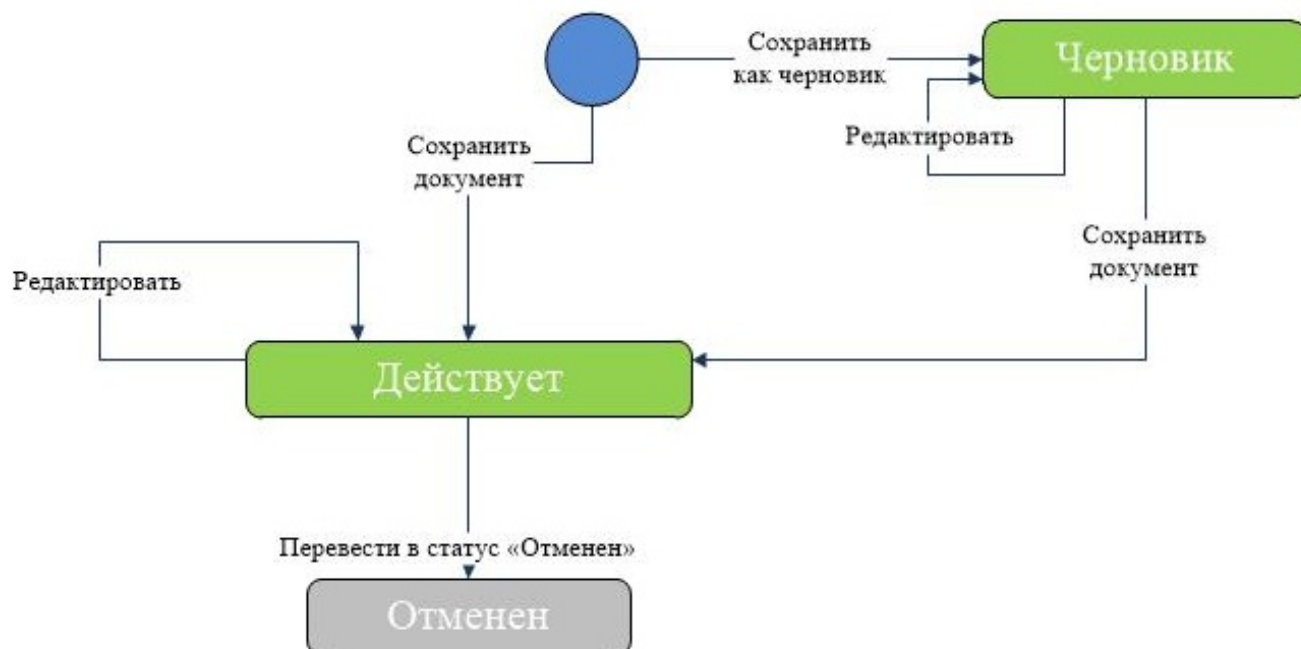 Сохранить
как черновик
Черновик
Редактировать
Сохранить
документ
Сохранить
документ
Редактировать
Действует
Перевести в статус «Отменен»
Отменен